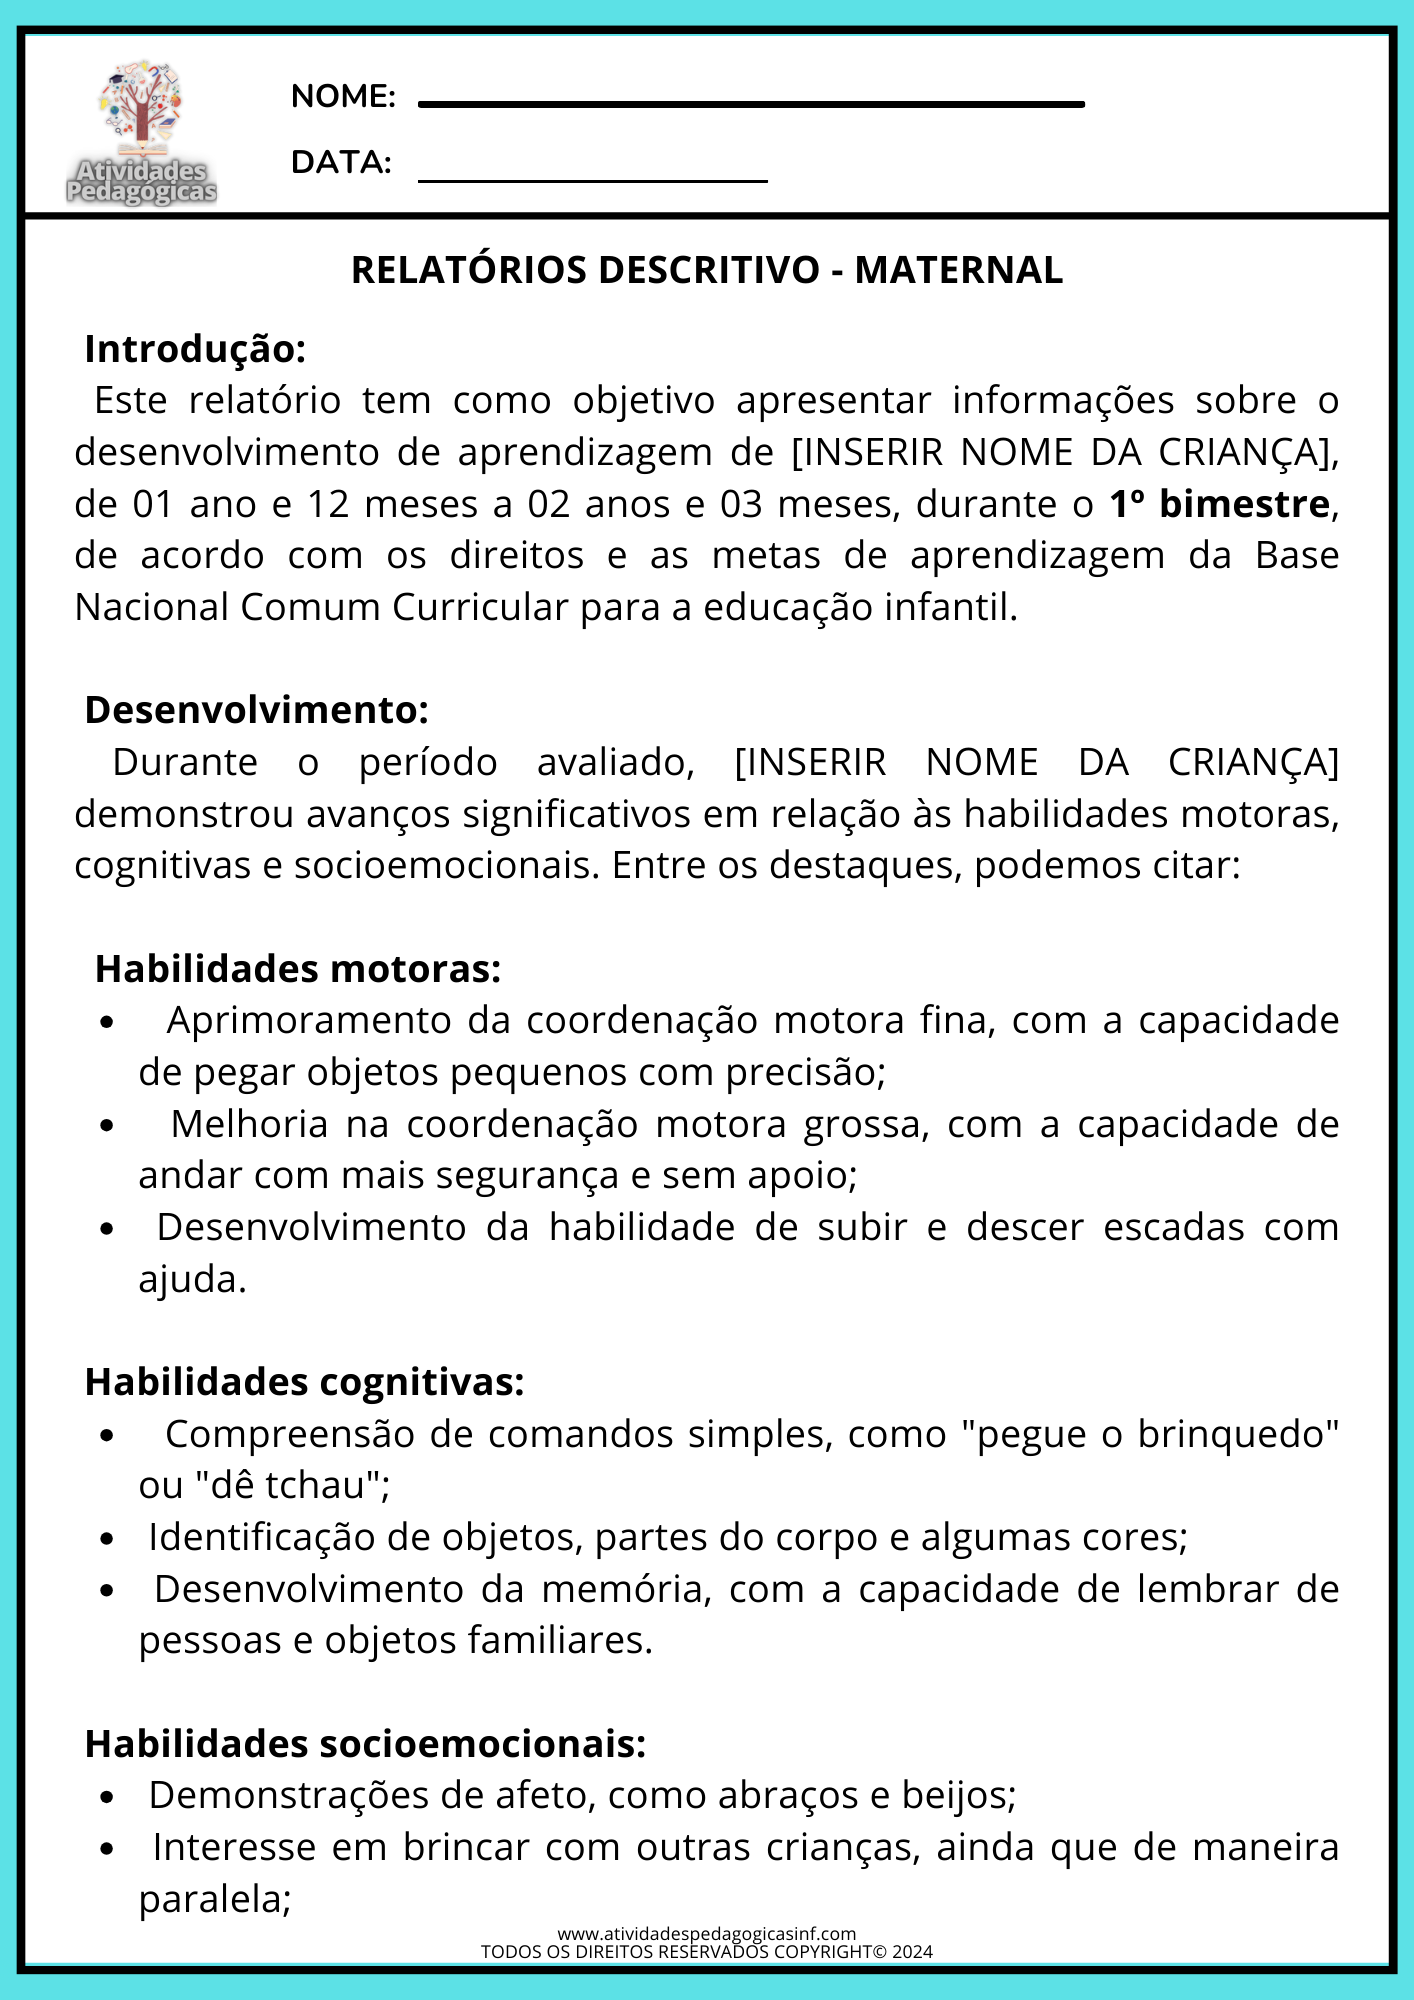 Atividades
Pedagógicas
NOME:
DATA:
RELATÓRIOS DESCRITIVO - MATERNAL
Introdução:
Este relatório tem como objetivo apresentar informações sobre o
desenvolvimento de aprendizagem de [INSERIR NOME DA CRIANÇA],
de 01 ano e 12 meses a 02 anos e 03 meses, durante o 1º bimestre,
de acordo com os direitos e as metas de aprendizagem da Base
Nacional Comum Curricular para a educação infantil.
Desenvolvimento:
Durante o período avaliado, [INSERIR NOME DA CRIANÇA]
demonstrou avanços significativos em relação às habilidades motoras,
cognitivas e socioemocionais. Entre os destaques, podemos citar:
Habilidades motoras:
• Aprimoramento da coordenação motora fina, com a capacidade
de pegar objetos pequenos com precisão;
• Melhoria na coordenação motora grossa, com a capacidade de
andar com mais segurança e sem apoio;
• Desenvolvimento da habilidade de subir e descer escadas com
ajuda.
Habilidades cognitivas:
• Compreensão de comandos simples, como "pegue o brinquedo"
ou "dê tchau";
• Identificação de objetos, partes do corpo e algumas cores;
• Desenvolvimento da memória, com a capacidade de lembrar de
pessoas e objetos familiares.
Habilidades socioemocionais:
• Demonstrações de afeto, como abraços e beijos;
• Interesse em brincar com outras crianças, ainda que de maneira
paralela;
www.atividadespedagogicasinf.com
TODOS OS DIREITOS RESERVADOS COPYRIGHT© 2024